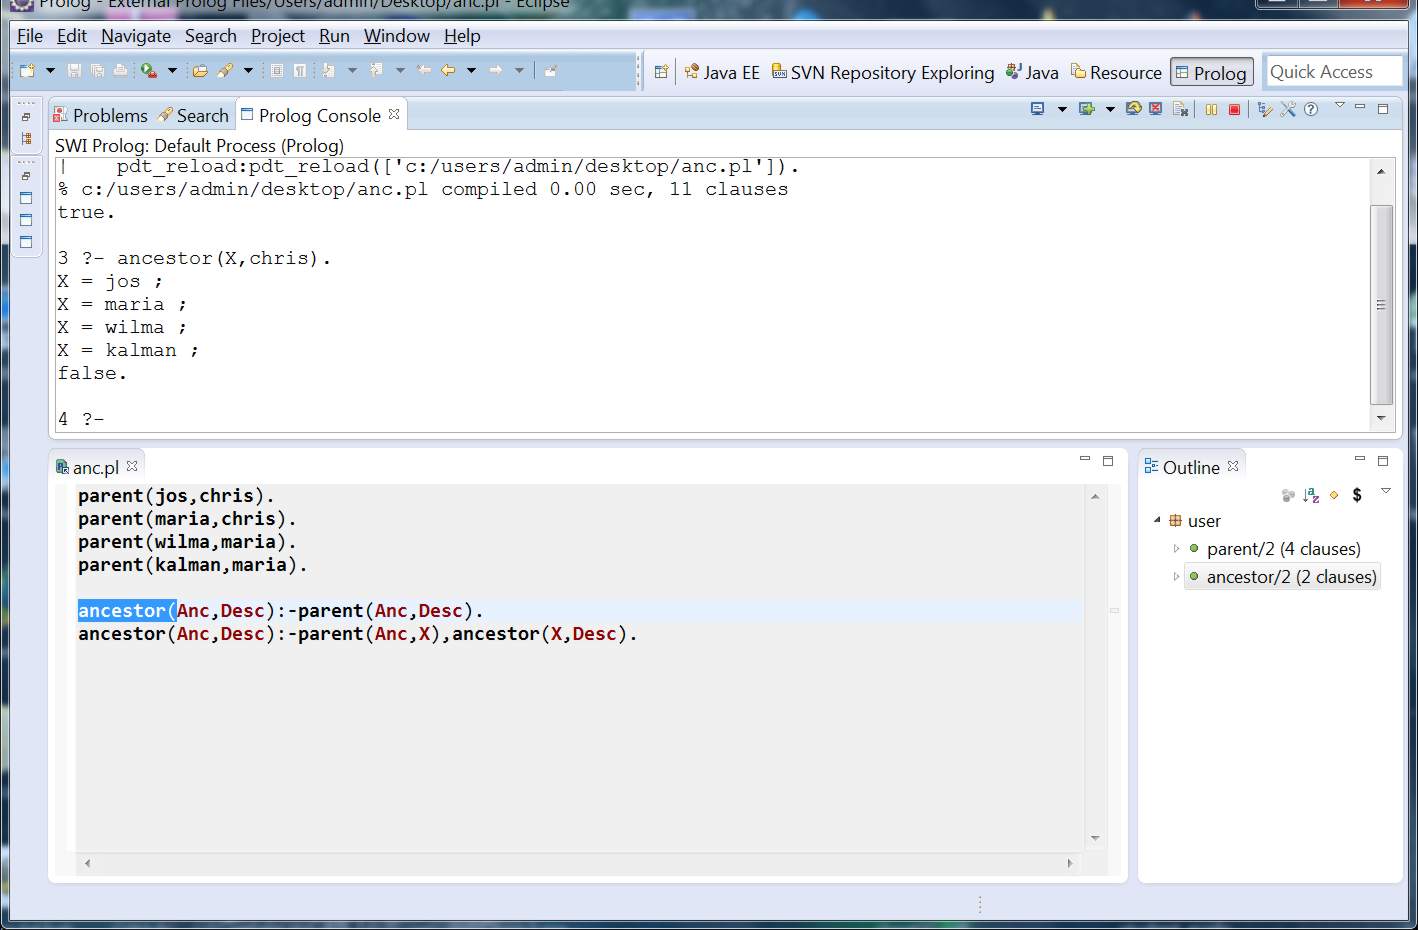 Prolog - External Prolog Files/Users/admin/Desktop/anc.pl - Eclipse
File Edit Navigate Search Project Run Window Help
Java EE SVN Repository Exploring Java Resource Prolog Quick Access
Problems Search Prolog Console
SWI Prolog: Default Process (Prolog)
| pdt_reload:pdt_reload(['c:/users/admin/desktop/anc.pl']).
% c:/users/admin/desktop/anc.pl compiled 0.00 sec, 11 clauses
true.
3 ?- ancestor(X,chris).
X = jos ;
X = maria ;
X = wilma ;
X = kalman ;
false.
4 ?-
anc.pl
parent(jos,chris).
parent(maria,chris).
parent(wilma,maria).
parent(kalman,maria).
ancestor(Anc,Desc):-parent(Anc,Desc).
ancestor(Anc,Desc):-parent(Anc,X),ancestor(X,Desc).
Outline
user
parent/2 (4 clauses)
ancestor/2 (2 clauses)